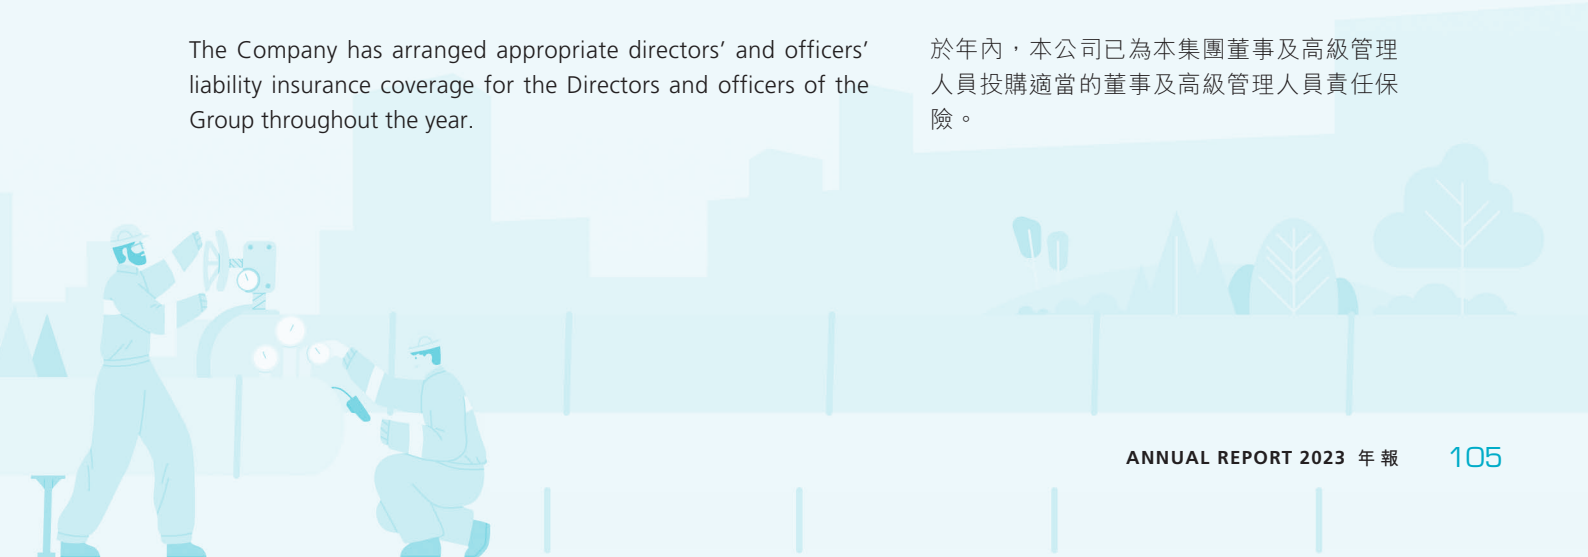 The Company has arranged appropriate directors’ and officers’
liability insurance coverage for the Directors and officers of the
Group throughout the year.
於年內，本公司已為本集團董事及高級管理
人員投購適當的董事及高級管理人員責任保
險。
ANNUAL REPORT 2023 年報 105